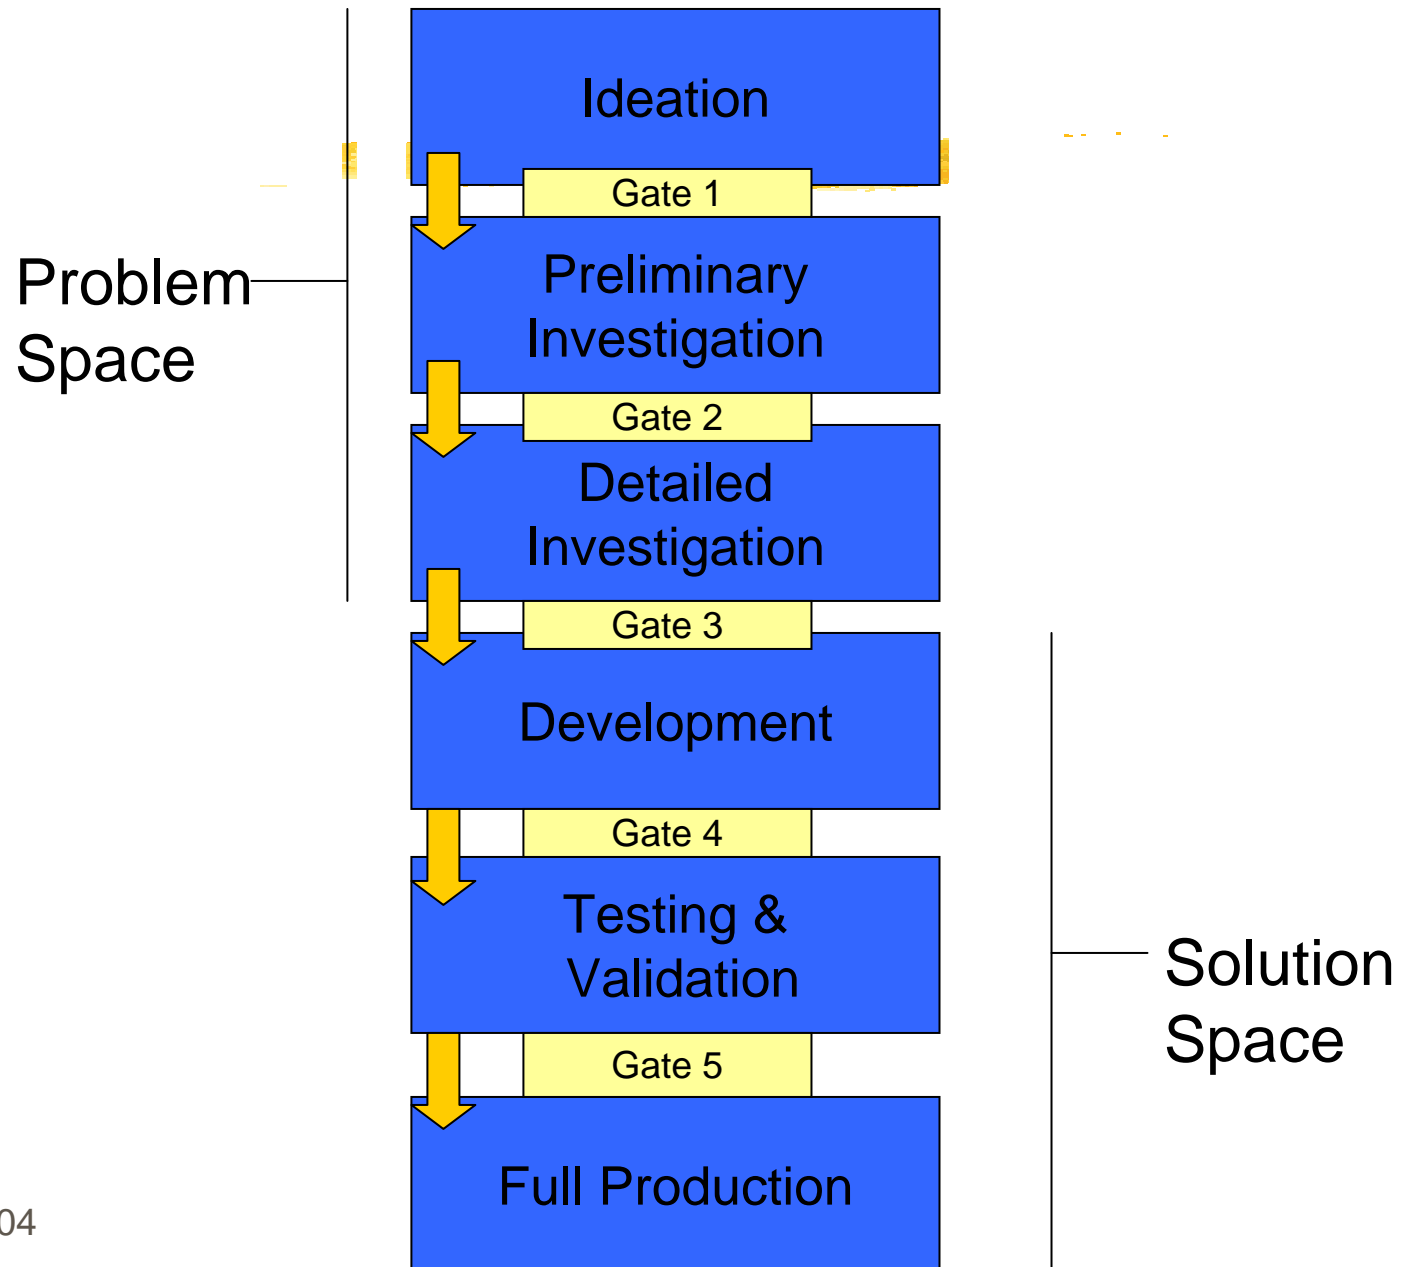 Ideation
Gate 1
Problem
Space
Preliminary
Investigation
Gate 2
Detailed
Investigation
Gate 3
Development
Gate 4
Testing &
Validation
Solution
Space
Gate 5
Full Production
04